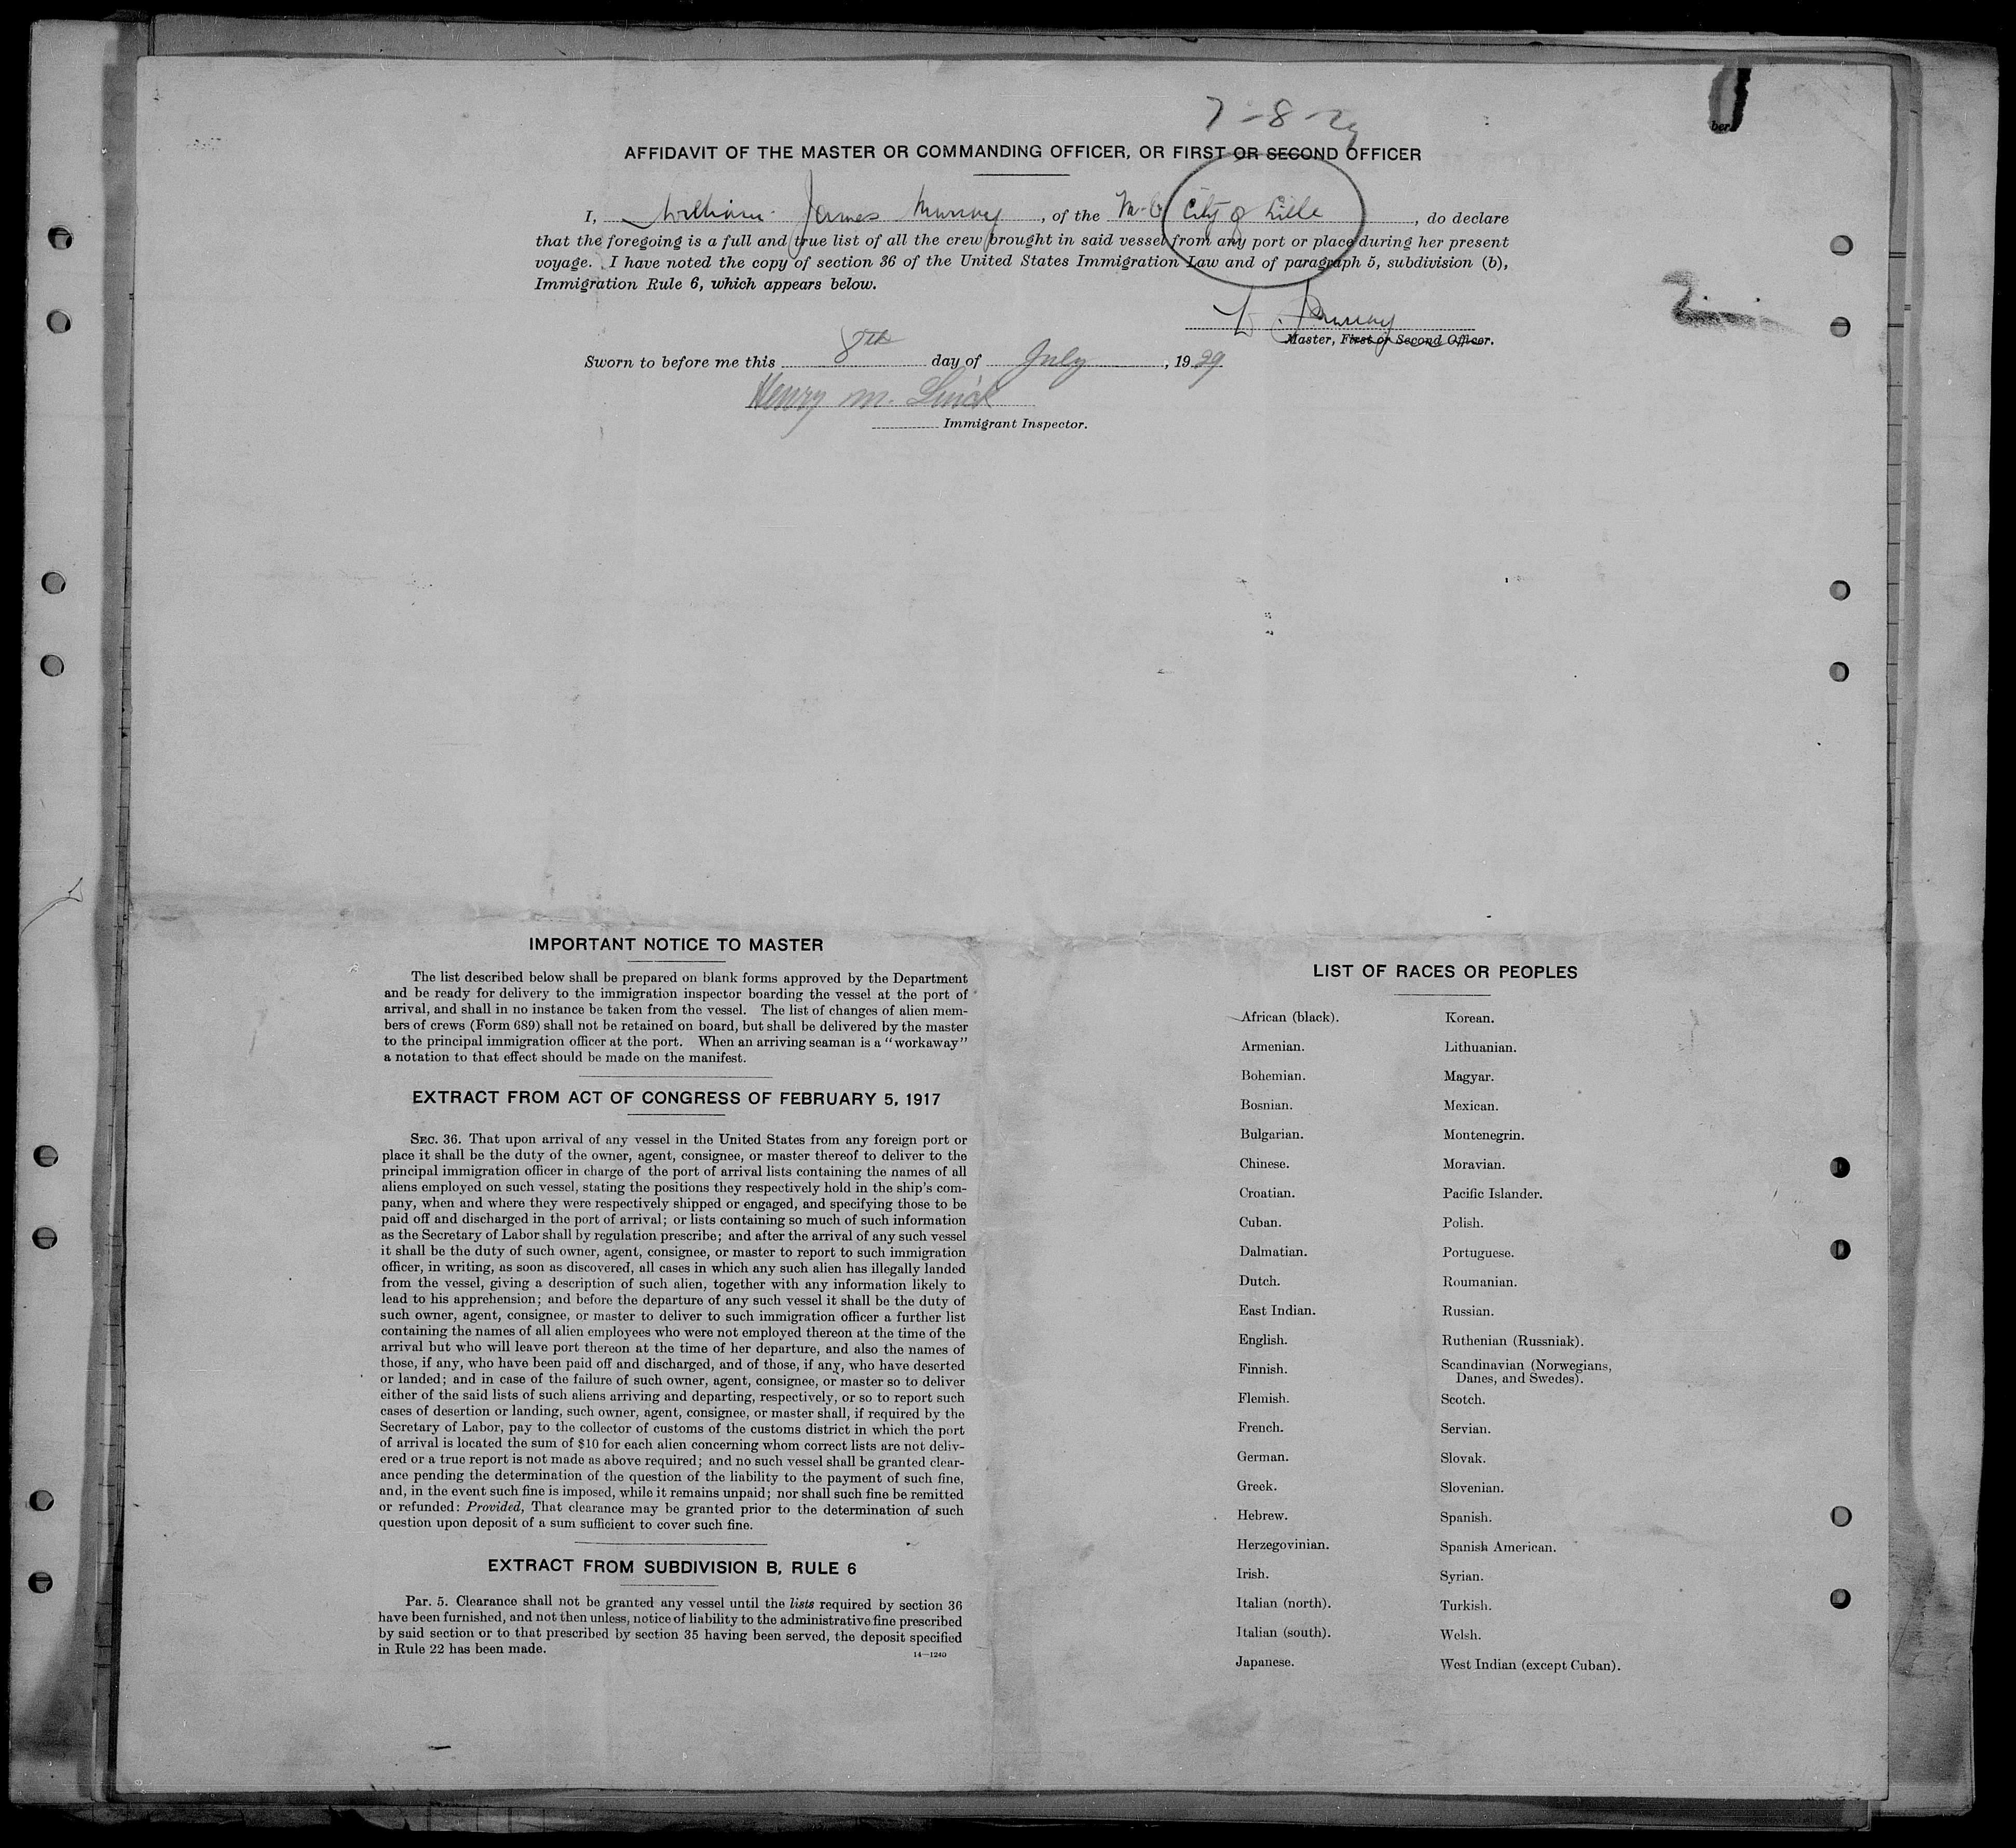 7-8-29
AFFIDAVIT OF THE MASTER OR COMMANDING OFFICER, OR FIRST OR SECOND OFFICER
I, William James Murray, of the City of Lille, do declare
that the foregoing is a full and true list of all the crew brought in said vessel from any port or place during her present
voyage. I have noted the copy of section 36 of the United States Immigration Law and of paragraph 5, subdivision (b),
Immigration Rule 6, which appears below.
W. J. Murray
Master, First or Second Officer.
Sworn to before me this 8th day of July, 1929
Henry M.
Immigrant Inspector.
IMPORTANT NOTICE TO MASTER
The list described below shall be prepared on blank forms approved by the Department
and be ready for delivery to the immigration inspector boarding the vessel at the port of
arrival, and shall in no instance be taken from the vessel. The list of changes of alien mem-
bers of crews (Form 689) shall not be retained on board, but shall be delivered by the master
to the principal immigration officer at the port. When an arriving seaman is a "workaway"
a notation to that effect should be made on the manifest.
EXTRACT FROM ACT OF CONGRESS OF FEBRUARY 5, 1917
SEC. 36. That upon arrival of any vessel in the United States from any foreign port or
place it shall be the duty of the owner, agent, consignee, or master thereof to deliver to the
principal immigration officer in charge of the port of arrival lists containing the names of all
aliens employed on such vessel, stating the positions they respectively hold in the ship's com-
pany, when and where they were respectively shipped or engaged, and specifying those to be
paid off and discharged in the port of arrival; or lists containing so much of such information
as the Secretary of Labor shall by regulation prescribe; and after the arrival of any such vessel
it shall be the duty of such owner, agent, consignee, or master to report to such immigration
officer, in writing, as soon as discovered, all cases in which any such alien has illegally landed
from the vessel, giving a description of such alien, together with any information likely to
lead to his apprehension; and before the departure of any such vessel it shall be the duty of
such owner, agent, consignee, or master to deliver to such immigration officer a further list
containing the names of all alien employees who were not employed thereon at the time of the
arrival but who will leave port thereon at the time of her departure, and also the names of
those, if any, who have been paid off and discharged, and of those, if any, who have deserted
or landed; and in case of the failure of such owner, agent, consignee, or master so to deliver
either of the said lists of such aliens arriving and departing, respectively, or so to report such
cases of desertion or landing, such owner, agent, consignee, or master shall, if required by the
Secretary of Labor, pay to the collector of customs of the customs district in which the port
of arrival is located the sum of $10 for each alien concerning whom correct lists are not deliv-
ered or a true report is not made as above required; and no such vessel shall be granted clear-
ance pending the determination of the question of the liability to the payment of such fine,
and, in the event such fine is imposed, while it remains unpaid; nor shall such fine be remitted
or refunded: Provided, That clearance may be granted prior to the determination of such
question upon deposit of a sum sufficient to cover such fine.
EXTRACT FROM SUBDIVISION B, RULE 6
Par. 5. Clearance shall not be granted any vessel until the lists required by section 36
have been furnished, and not then unless, notice of liability to the administrative fine prescribed
by said section or to that prescribed by section 35 having been served, the deposit specified
in Rule 22 has been made.
14-1240
LIST OF RACES OR PEOPLES
African (black).
Armenian.
Bohemian.
Bosnian.
Bulgarian.
Chinese.
Croatian.
Cuban.
Dalmatian.
Dutch.
East Indian.
English.
Finnish.
Flemish.
French.
German.
Greek.
Hebrew.
Herzegovinian.
Irish.
Italian (north).
Italian (south).
Japanese.
Korean.
Lithuanian.
Magyar.
Mexican.
Montenegrin.
Moravian.
Pacific Islander.
Polish.
Portuguese.
Roumanian.
Russian.
Ruthenian (Russniak).
Scandinavian (Norwegians,
Danes, and Swedes).
Scotch.
Servian.
Slovak.
Slovenian.
Spanish.
Spanish American.
Syrian.
Turkish.
Welsh.
West Indian (except Cuban).